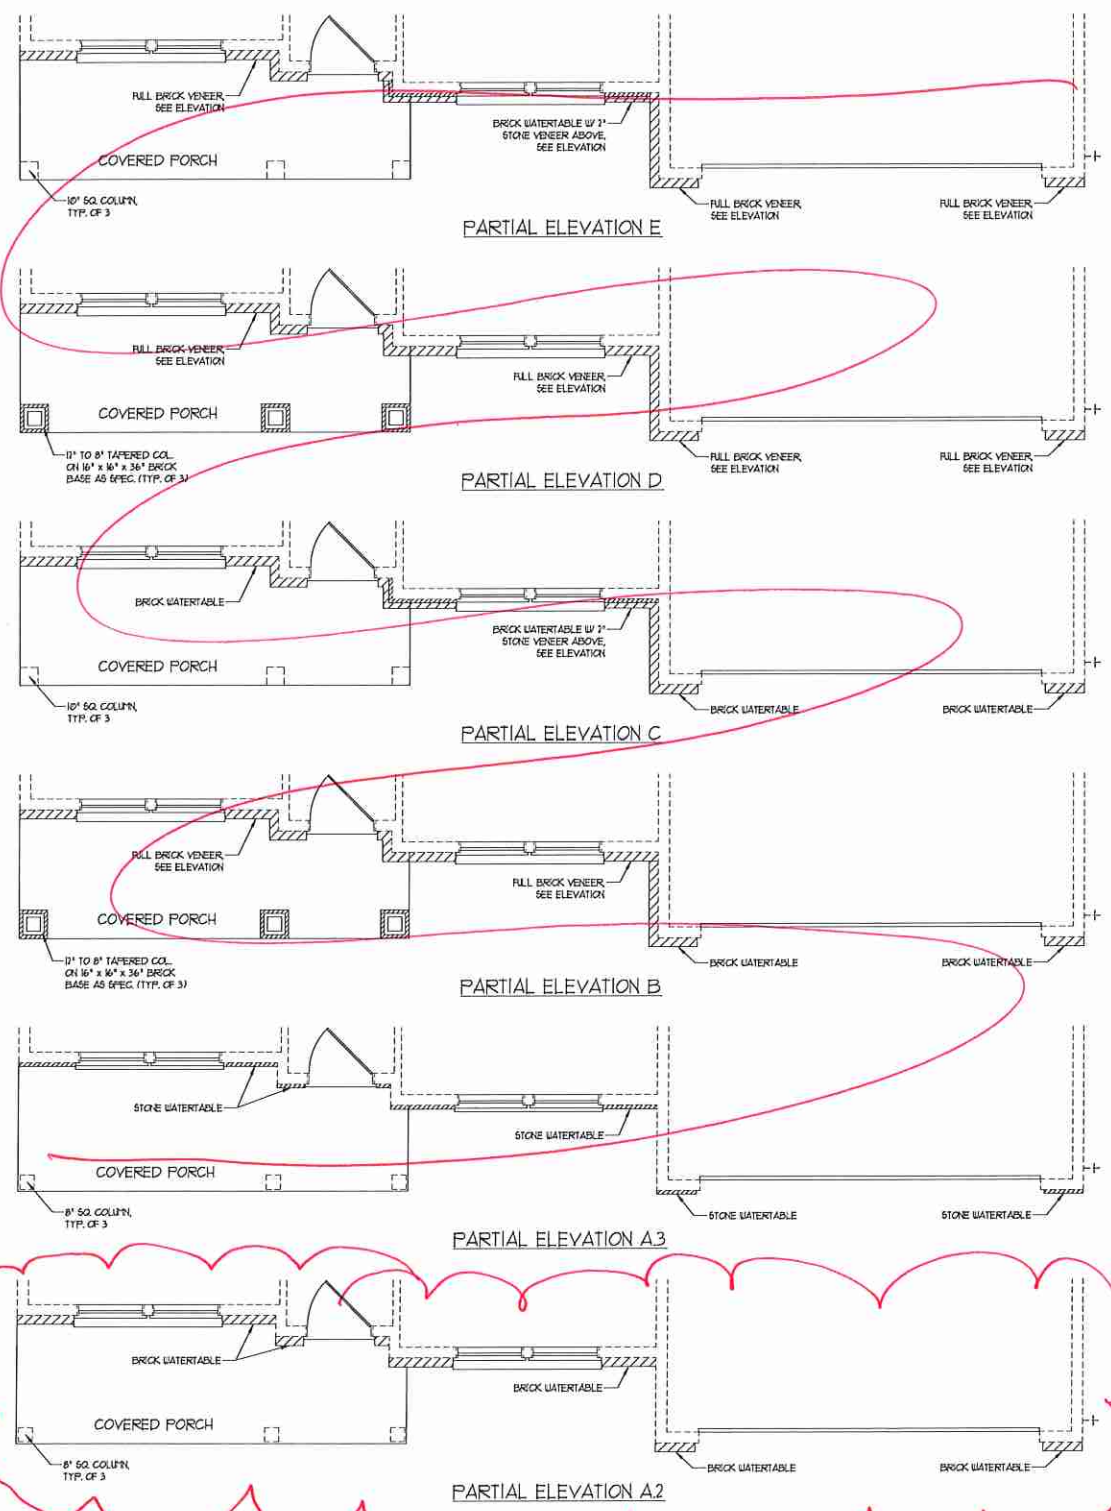 FULL BRICK VENEER,
SEE ELEVATION
BRICK WATERTABLE W/ 2"
STONE VENEER ABOVE,
SEE ELEVATION
COVERED PORCH
10" SQ. COLUMN,
TYP. OF 3
FULL BRICK VENEER,
SEE ELEVATION
FULL BRICK VENEER,
SEE ELEVATION
PARTIAL ELEVATION E
FULL BRICK VENEER,
SEE ELEVATION
FULL BRICK VENEER,
SEE ELEVATION
COVERED PORCH
12" TO 8" TAPERED COL.
ON 16" x 16" x 36" BRICK
BASE AS SPEC. (TYP. OF 3)
FULL BRICK VENEER,
SEE ELEVATION
FULL BRICK VENEER,
SEE ELEVATION
PARTIAL ELEVATION D
BRICK WATERTABLE
BRICK WATERTABLE W/ 2"
STONE VENEER ABOVE,
SEE ELEVATION
COVERED PORCH
10" SQ. COLUMN,
TYP. OF 3
BRICK WATERTABLE
BRICK WATERTABLE
PARTIAL ELEVATION C
FULL BRICK VENEER,
SEE ELEVATION
FULL BRICK VENEER,
SEE ELEVATION
COVERED PORCH
12" TO 8" TAPERED COL.
ON 16" x 16" x 36" BRICK
BASE AS SPEC. (TYP. OF 3)
BRICK WATERTABLE
BRICK WATERTABLE
PARTIAL ELEVATION B
STONE WATERTABLE
STONE WATERTABLE
COVERED PORCH
8" SQ. COLUMN,
TYP. OF 3
STONE WATERTABLE
STONE WATERTABLE
PARTIAL ELEVATION A.3
BRICK WATERTABLE
BRICK WATERTABLE
COVERED PORCH
8" SQ. COLUMN,
TYP. OF 3
BRICK WATERTABLE
BRICK WATERTABLE
PARTIAL ELEVATION A.2